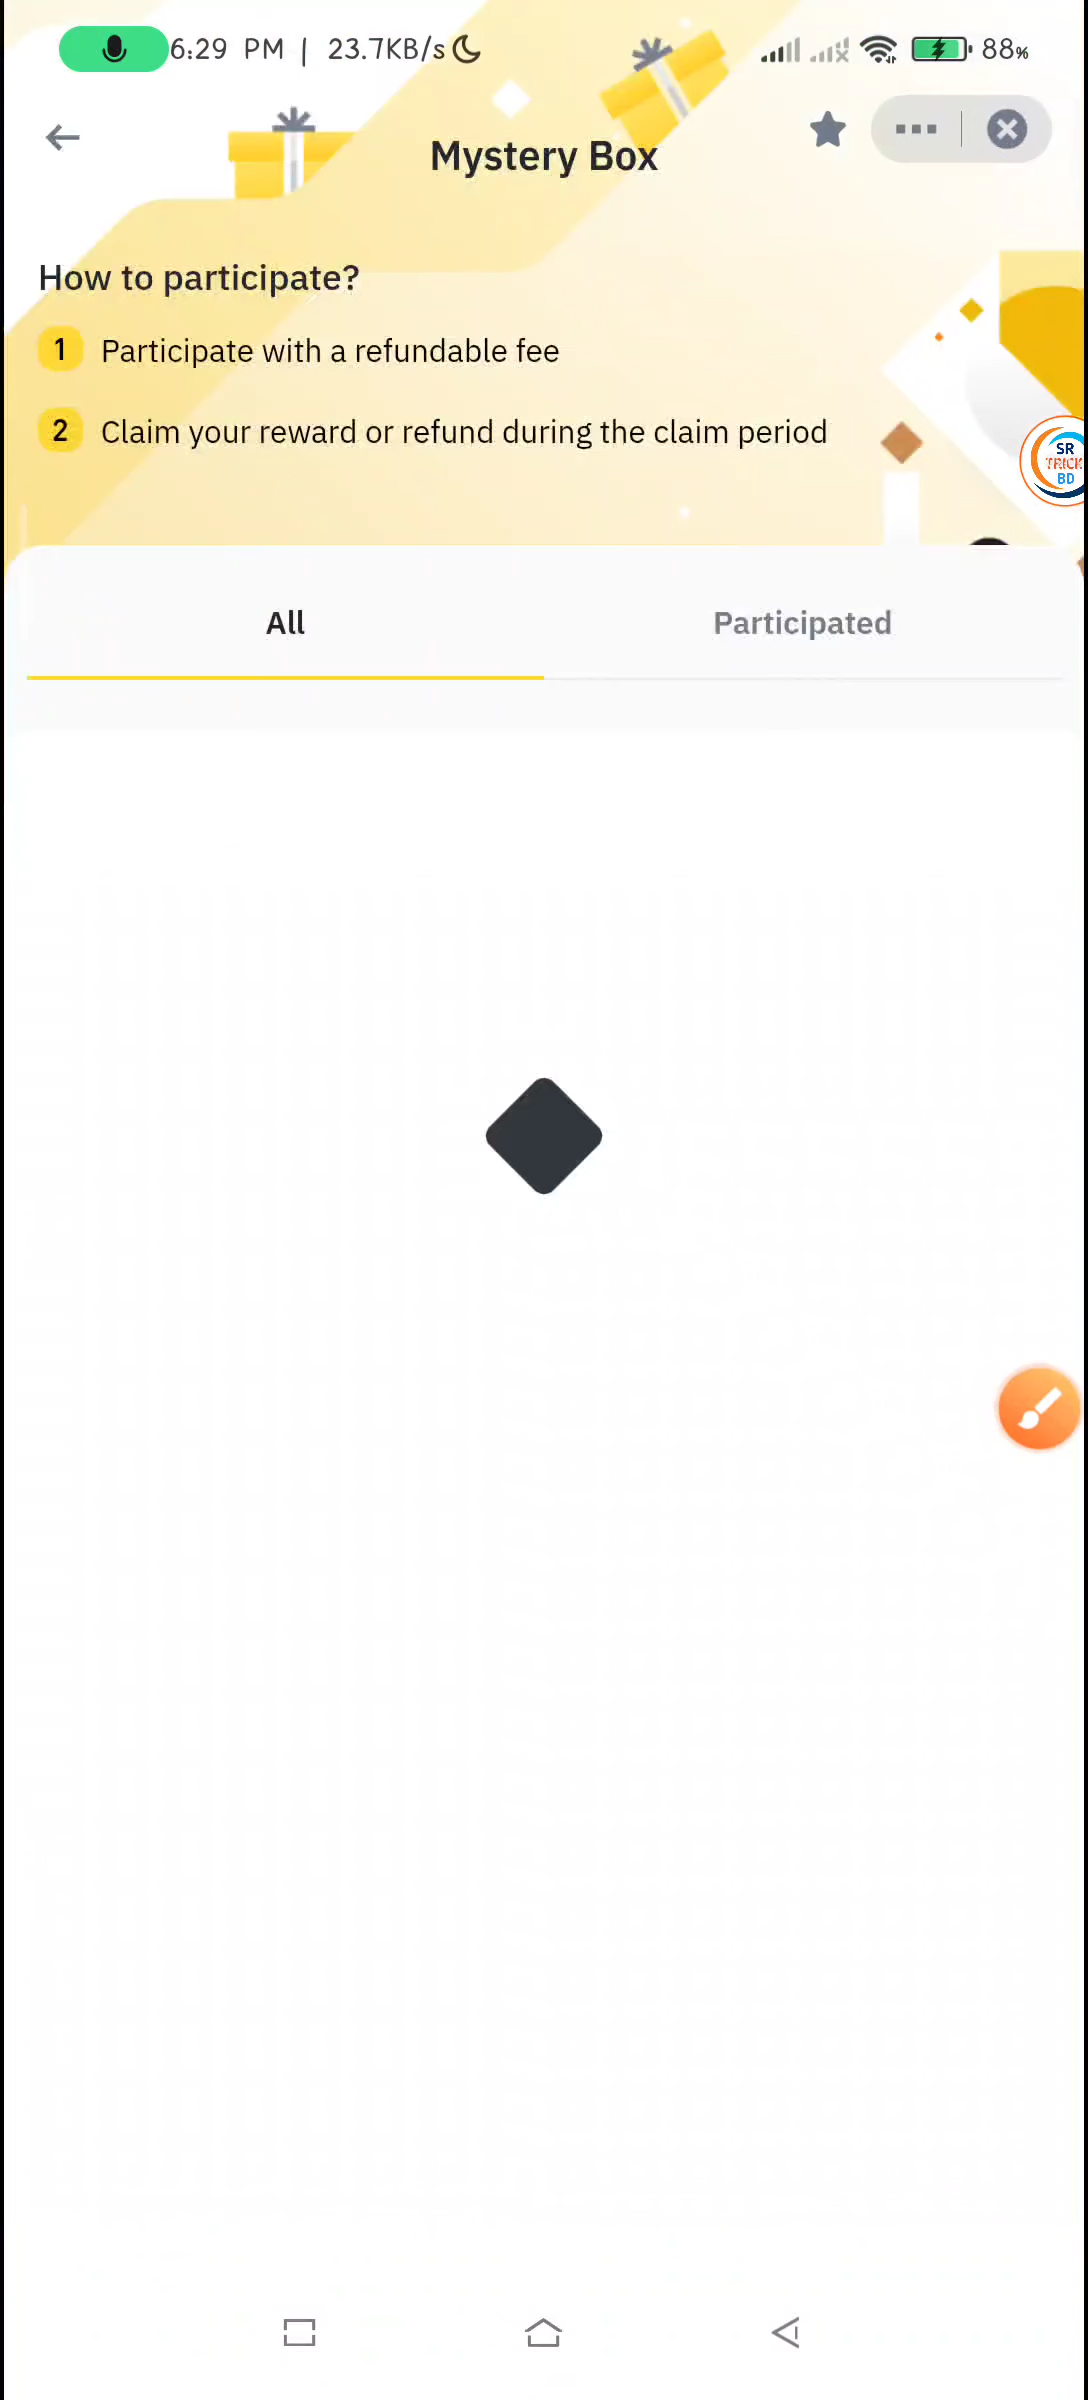 6:29 PM | 23.7KB/s
88%
Mystery Box
How to participate?
1 Participate with a refundable fee
2 Claim your reward or refund during the claim period
SR
TRICK
BD
All
Participated